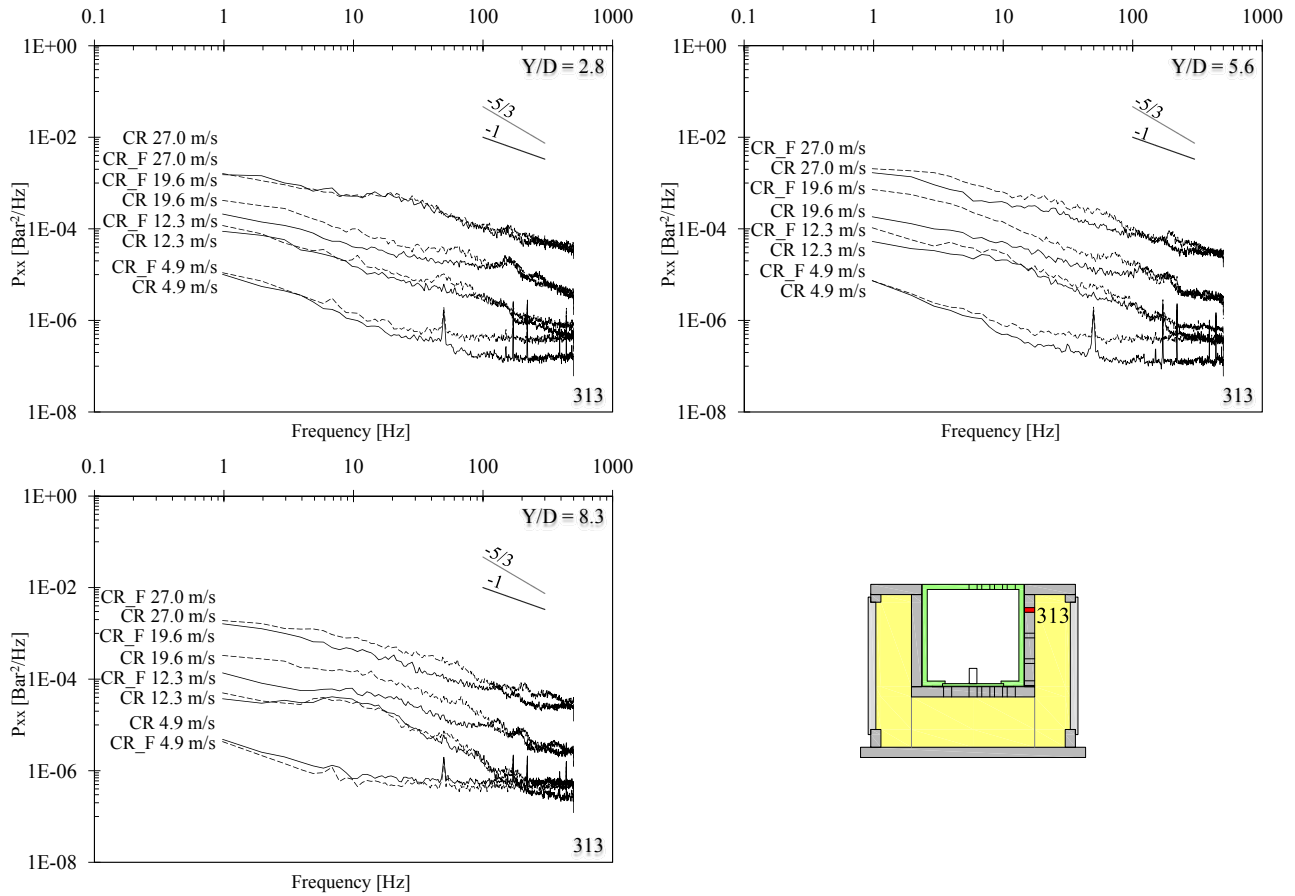 0.1 1 10 100 1000
1E+00
1E-02
1E-04
1E-06
1E-08
Pxx [Bar²/Hz]
Y/D = 2.8
-5/3
-1
CR 27.0 m/s
CR_F 27.0 m/s
CR_F 19.6 m/s
CR 19.6 m/s
CR_F 12.3 m/s
CR 12.3 m/s
CR_F 4.9 m/s
CR 4.9 m/s
313
Frequency [Hz]
0.1 1 10 100 1000
1E+00
1E-02
1E-04
1E-06
1E-08
Pxx [Bar²/Hz]
Y/D = 5.6
-5/3
-1
CR_F 27.0 m/s
CR 27.0 m/s
CR_F 19.6 m/s
CR 19.6 m/s
CR_F 12.3 m/s
CR 12.3 m/s
CR_F 4.9 m/s
CR 4.9 m/s
313
Frequency [Hz]
0.1 1 10 100 1000
1E+00
1E-02
1E-04
1E-06
1E-08
Pxx [Bar²/Hz]
Y/D = 8.3
-5/3
-1
CR_F 27.0 m/s
CR 27.0 m/s
CR_F 19.6 m/s
CR 19.6 m/s
CR_F 12.3 m/s
CR 12.3 m/s
CR 4.9 m/s
CR_F 4.9 m/s
313
Frequency [Hz]
313